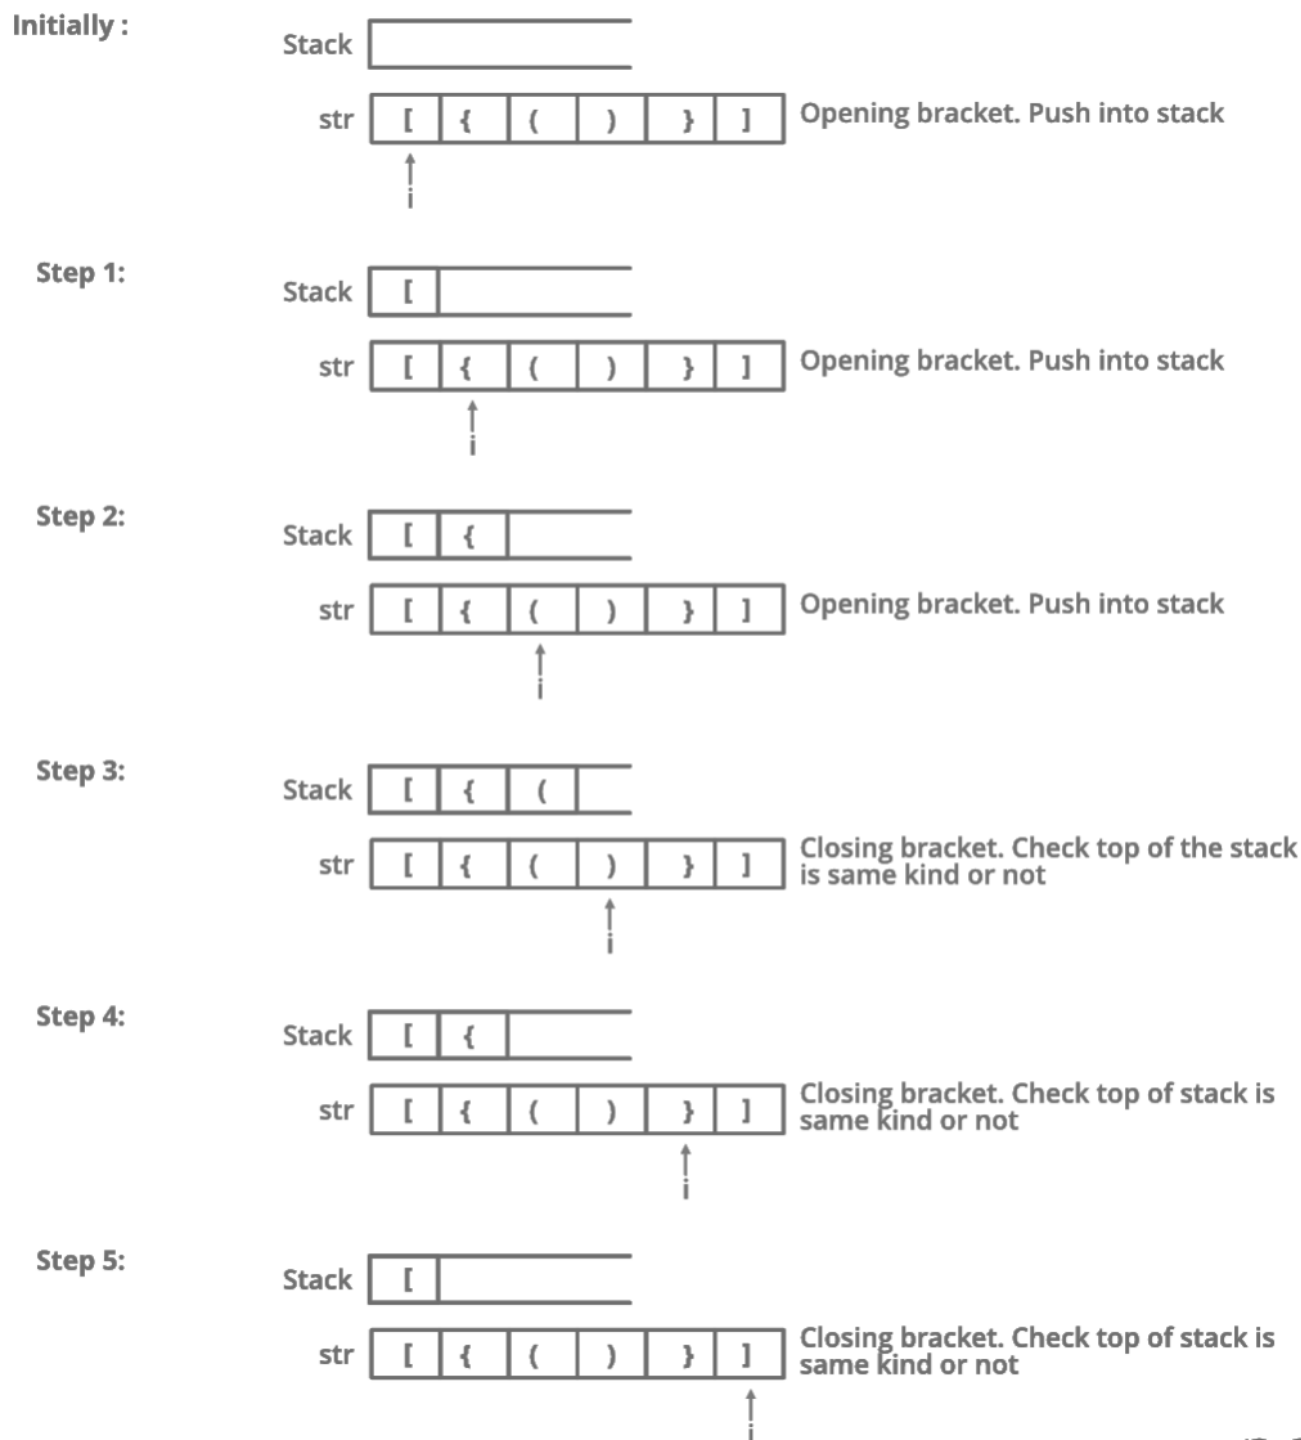 Initially :
Stack
str [ { ( ) } ] Opening bracket. Push into stack
i
Step 1:
Stack [
str [ { ( ) } ] Opening bracket. Push into stack
i
Step 2:
Stack [ {
str [ { ( ) } ] Opening bracket. Push into stack
i
Step 3:
Stack [ { (
str [ { ( ) } ] Closing bracket. Check top of the stack
is same kind or not
i
Step 4:
Stack [ {
str [ { ( ) } ] Closing bracket. Check top of stack is
same kind or not
i
Step 5:
Stack [
str [ { ( ) } ] Closing bracket. Check top of stack is
same kind or not
i